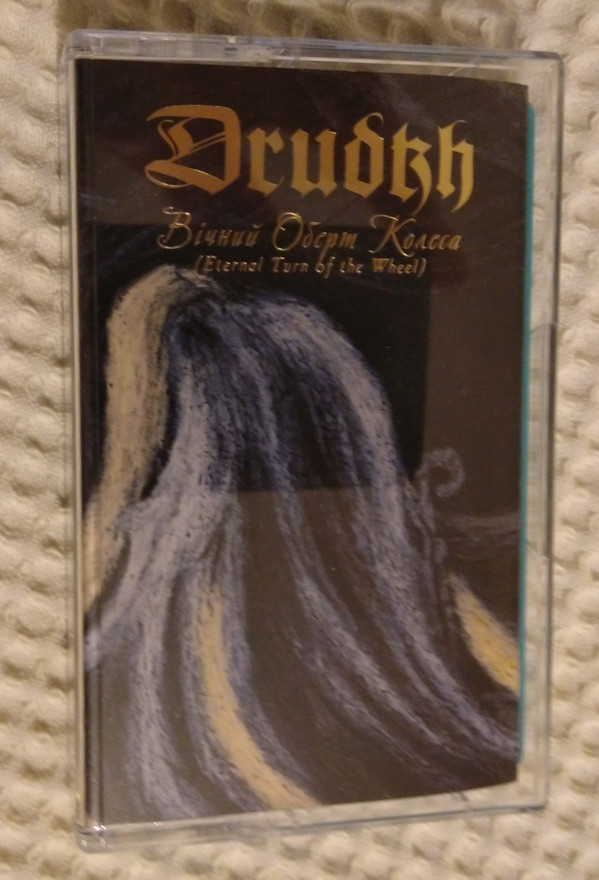 Drudkh
Вічний Оберт Колеса
(Eternal Turn of the Wheel)